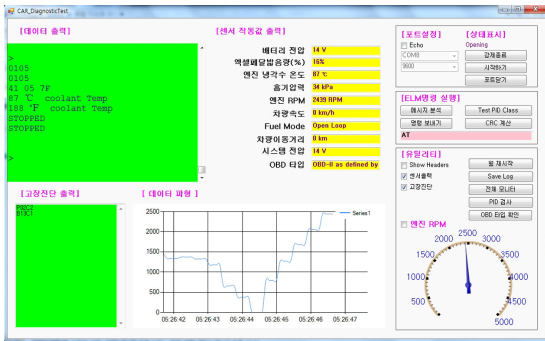 CAR_DiagnosticTest
[데이터 출력]
>
0105
0105
41 05 7F
87 ℃ coolant Temp
188 °F coolant Temp
STOPPED
STOPPED
>
[센서 작동값 출력]
배터리 전압 14 V
엑셀페달밟음량(%) 16%
엔진 냉각수 온도 87 ℃
흡기압력 34 kPa
엔진 RPM 2439 RPM
차량속도 0 km/h
Fuel Mode Open Loop
차량이동거리 0 km
시스템 전압 14 V
OBD 타입 OBD-II as defined by
[고장진단 출력]
B13C1
[ 데이터 파형 ]
2500
2000
1500
1000
500
0
05:26:42 05:26:43 05:26:44 05:26:45 05:26:46 05:26:47
Series1
[포트설정] [상태표시]
Echo Opening
COM8 강제종류
9600 시작하기
포트닫기
[ELM명령 실행]
메시지 분석 Test PID Class
명령 보내기 CRC 계산
AT
[유틸리티]
Show Headers 웜 재시작
센서출력 Save Log
고장진단 전체 모니터
PID 검사
OBD 타입 확인
엔진 RPM
500
1000
1500
2000
2500
3000
3500
4000
4500
5000